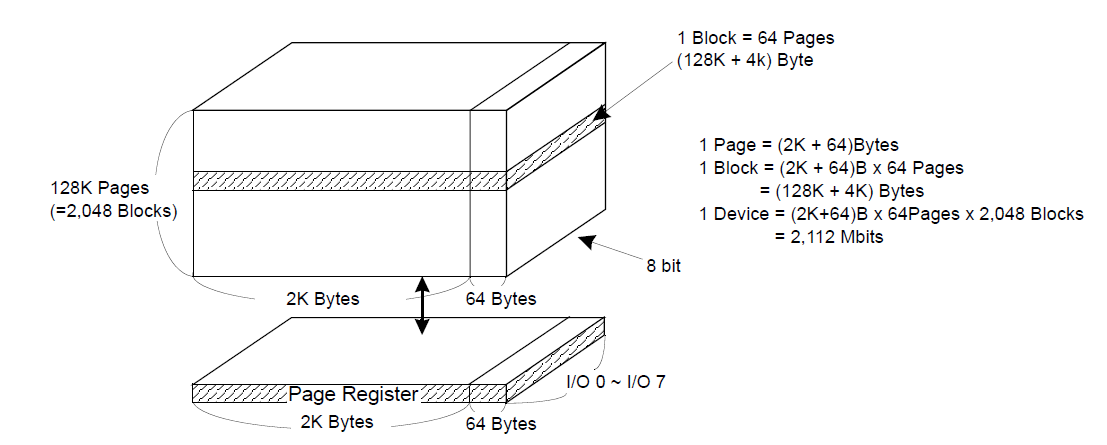 1 Block = 64 Pages
(128K + 4k) Byte
1 Page = (2K + 64)Bytes
1 Block = (2K + 64)B x 64 Pages
= (128K + 4K) Bytes
1 Device = (2K+64)B x 64Pages x 2,048 Blocks
= 2,112 Mbits
128K Pages
(=2,048 Blocks)
8 bit
2K Bytes
64 Bytes
I/O 0 ~ I/O 7
Page Register
2K Bytes
64 Bytes